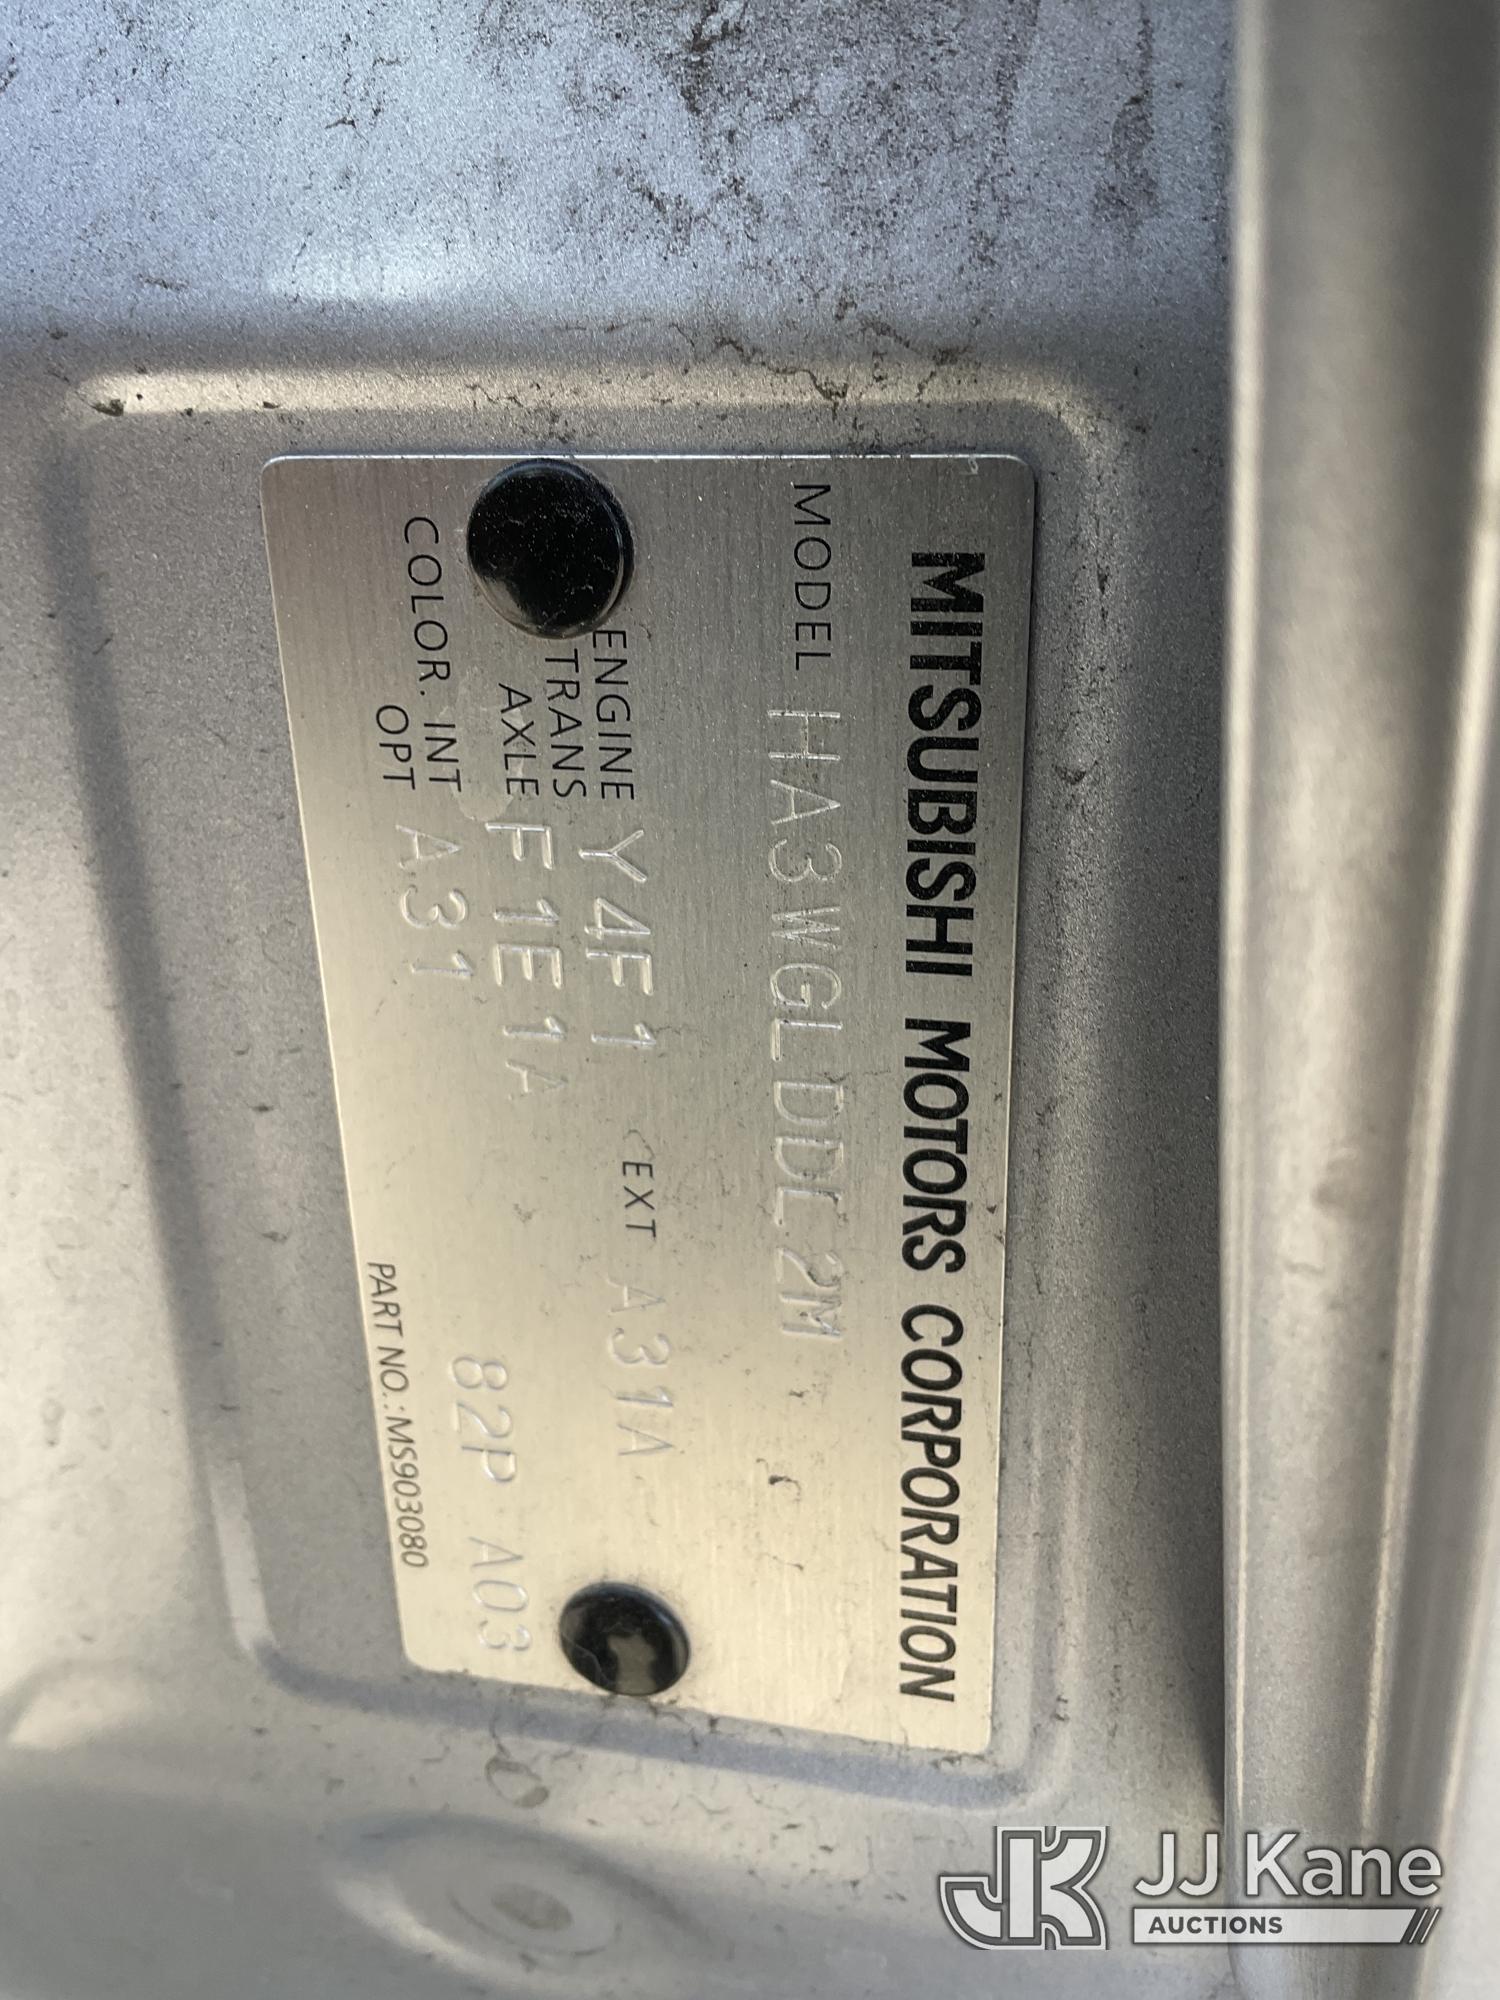 MITSUBISHI MOTORS CORPORATION
MODEL HA3WGLDDL2M
ENGINE Y4F1 EXT A31A
TRANS
AXLE F1E1A
COLOR. INT
OPT A31 82P A03
PART NO.:MS903080
JK JJ Kane
AUCTIONS